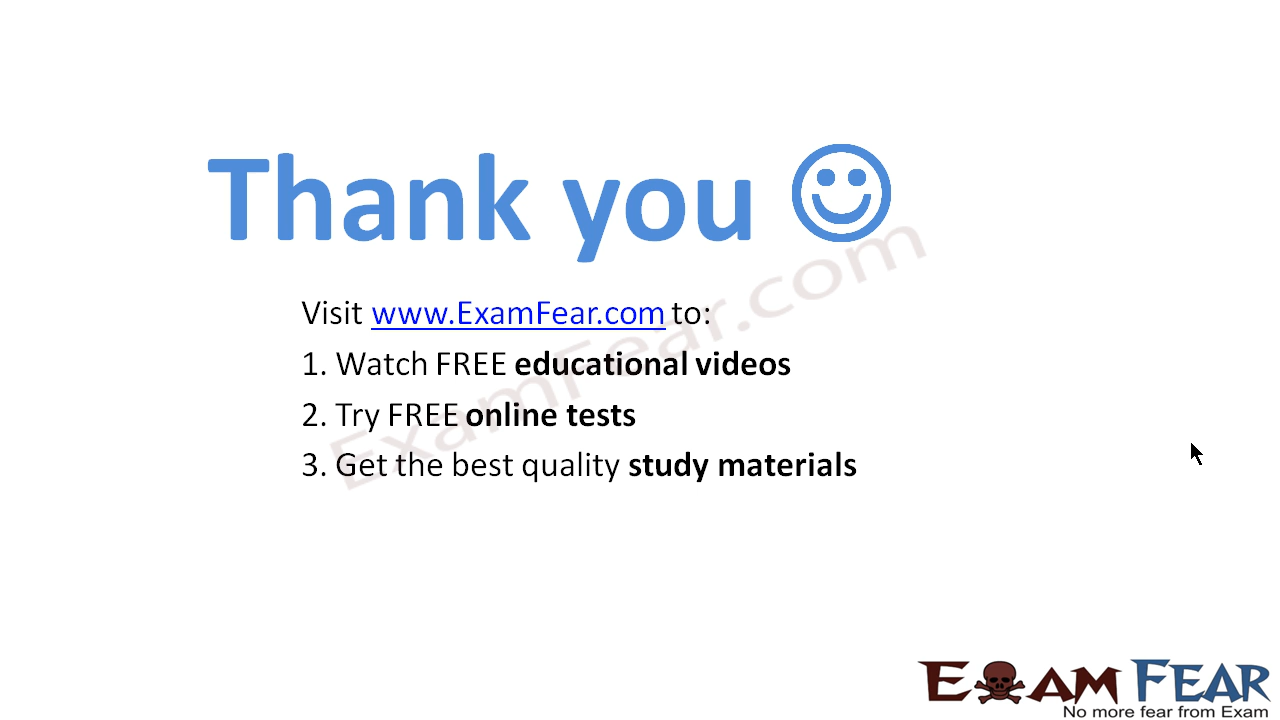 Thank you
Visit www.ExamFear.com to:
1. Watch FREE educational videos
2. Try FREE online tests
3. Get the best quality study materials
ExamFear.com
EXAM FEAR
No more fear from Exam